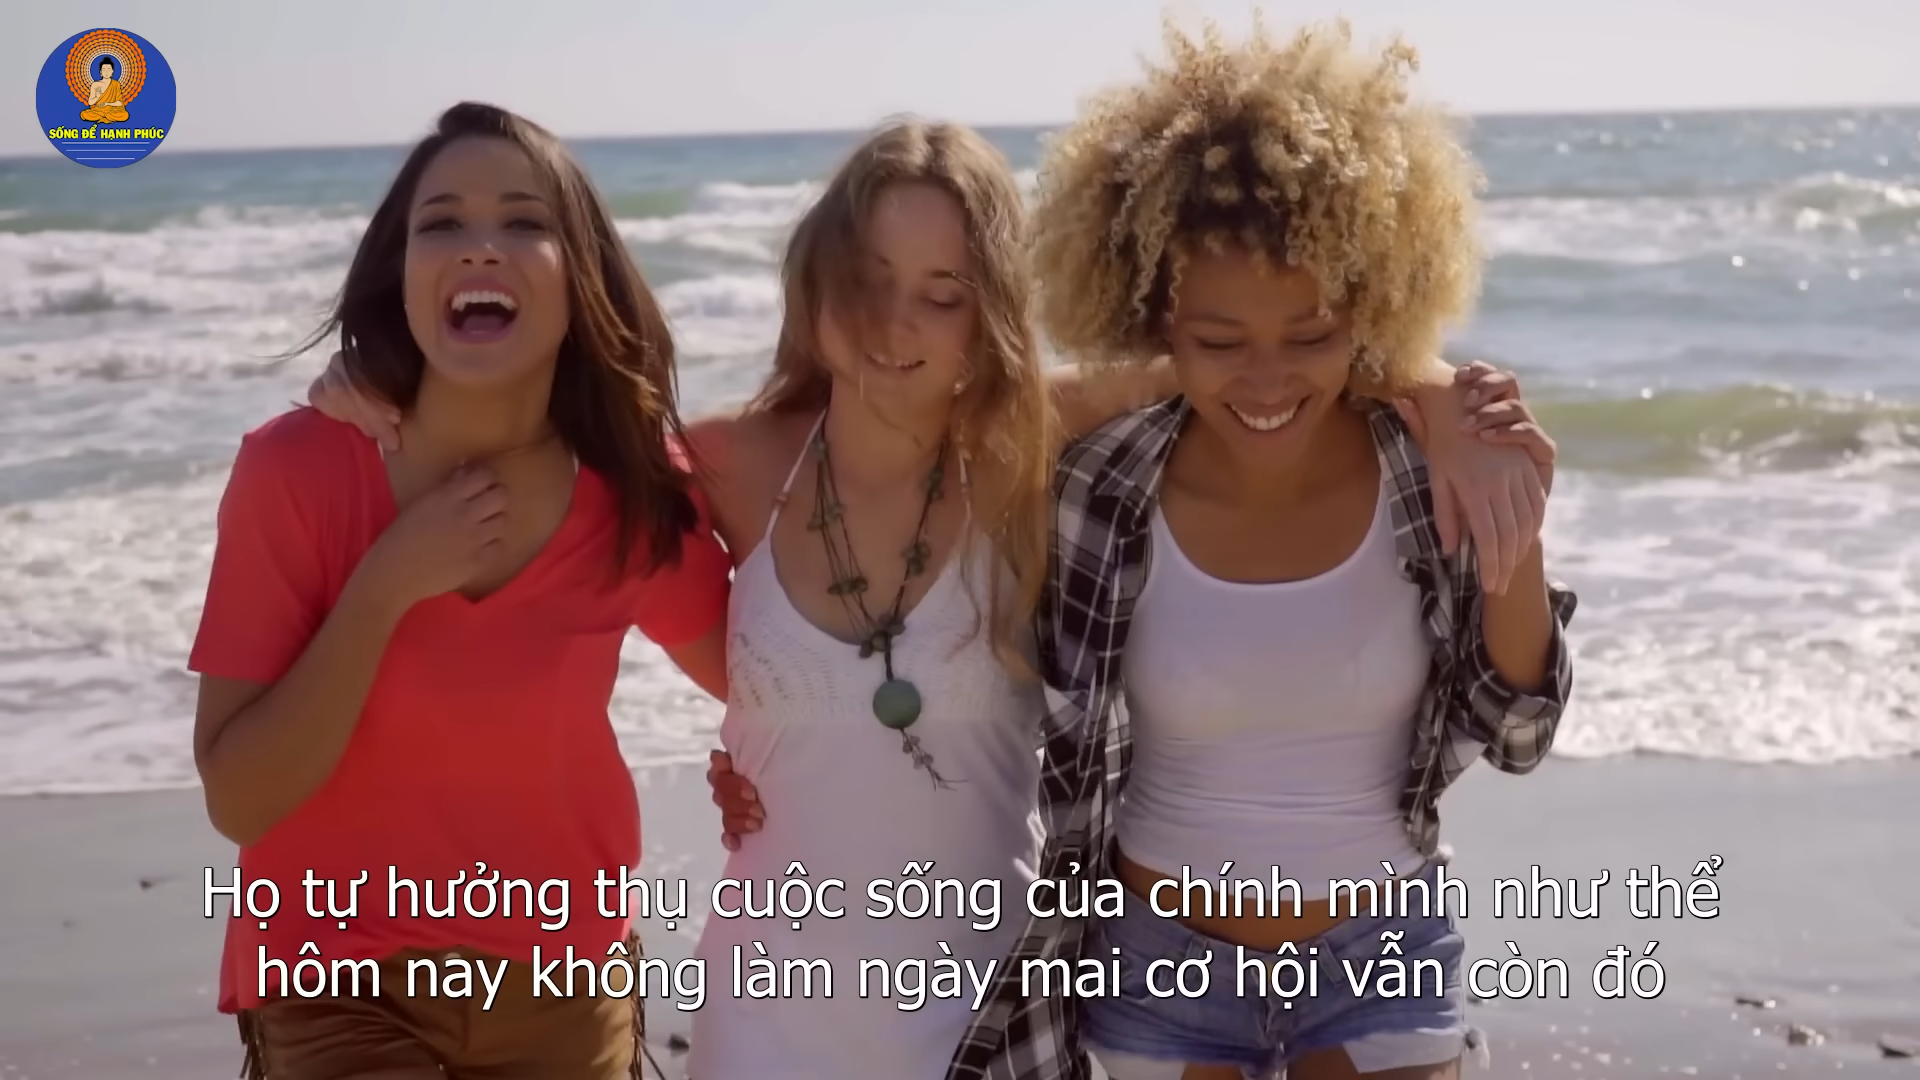 SỐNG ĐỂ HẠNH PHÚC
Họ tự hưởng thụ cuộc sống của chính mình như thể
hôm nay không làm ngày mai cơ hội vẫn còn đó